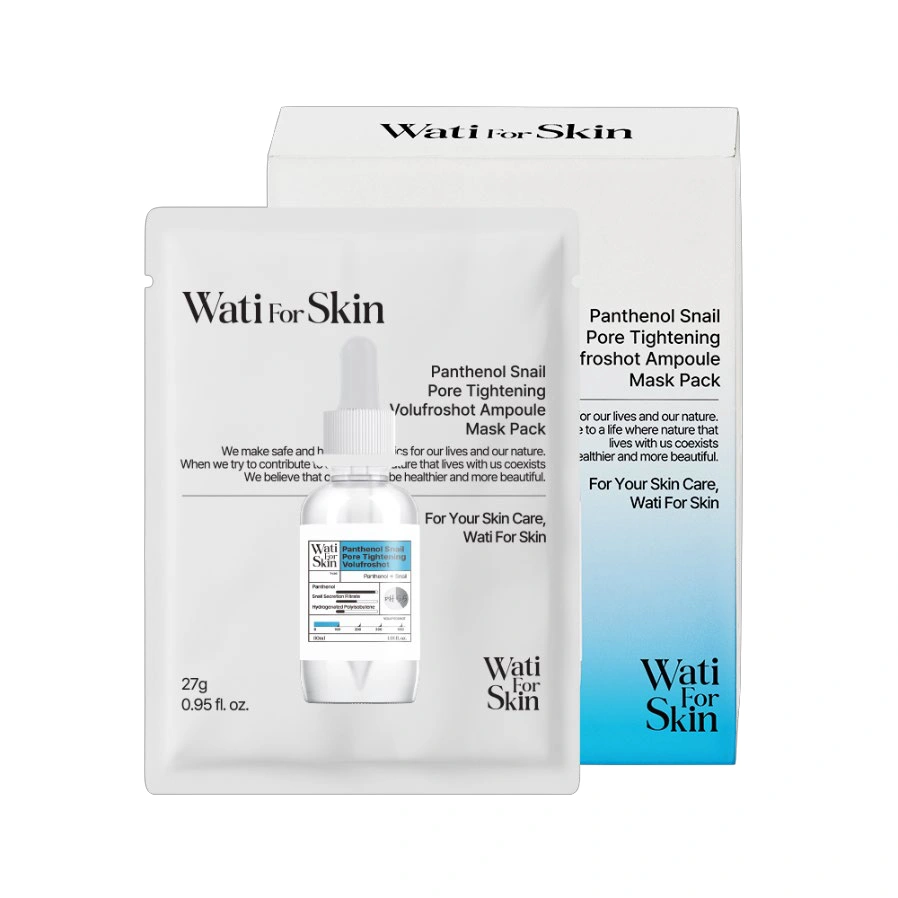 Wati For Skin
Panthenol Snail
Pore Tightening
froshot Ampoule
Mask Pack
or our lives and our nature.
to a life where nature that
lives with us coexists
ealthier and more beautiful.
For Your Skin Care,
Wati For Skin
Wati
For
Skin
Wati For Skin
Panthenol Snail
Pore Tightening
Volufroshot Ampoule
Mask Pack
We make safe and h ics for our lives and our nature.
When we try to contribute ture that lives with us coexists
We believe that be healthier and more beautiful.
For Your Skin Care,
Wati For Skin
27g
0.95 fl. oz.
Wati
For
Skin
Wati
For
Skin
Panthenol Snail
Pore Tightening
Volufroshot
Panthenol + Snail
Panthenol
Snail Secretion Filtrate
Hydrogenated Polyisobutene